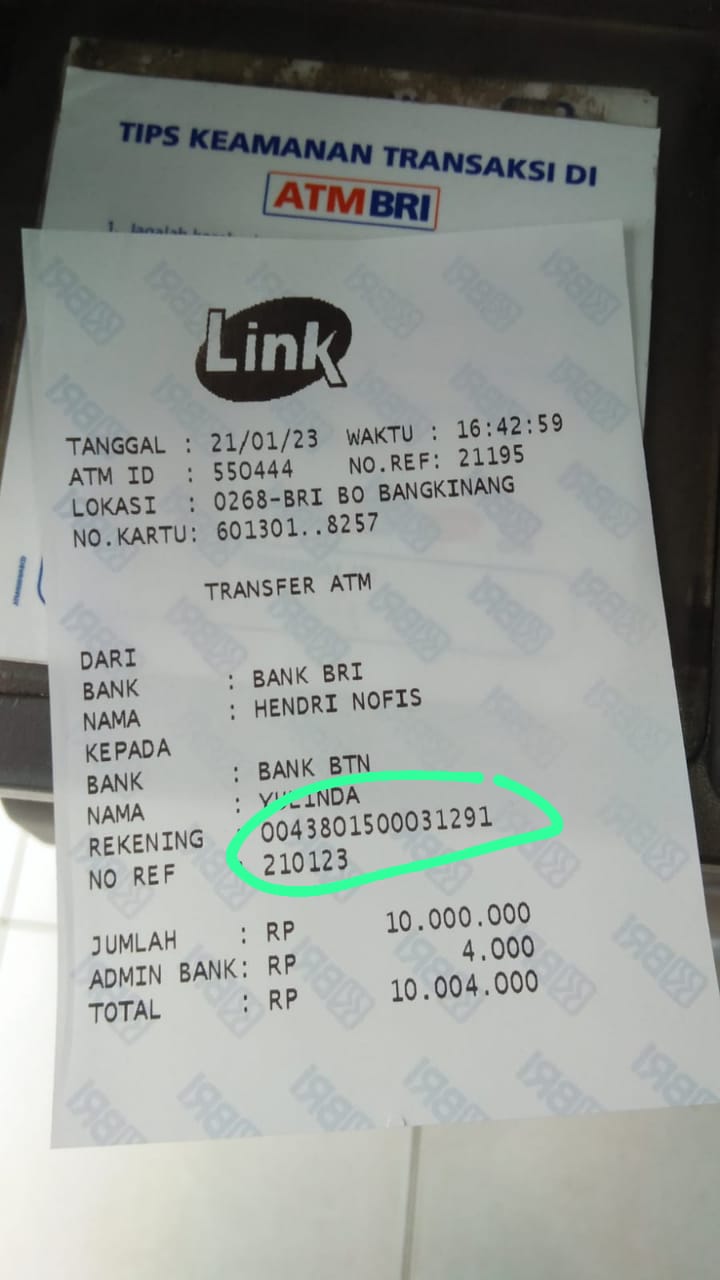 TIPS KEAMANAN TRANSAKSI DI
ATM BRI
Link
TANGGAL : 21/01/23 WAKTU : 16:42:59
ATM ID : 550444 NO.REF: 21195
LOKASI : 0268-BRI BO BANGKINANG
NO.KARTU: 601301..8257
TRANSFER ATM
DARI
BANK : BANK BRI
NAMA : HENDRI NOFIS
KEPADA
BANK : BANK BTN
NAMA : YULINDA
REKENING : 0043801500031291
NO REF : 210123
JUMLAH : RP 10.000.000
ADMIN BANK: RP 4.000
TOTAL : RP 10.004.000